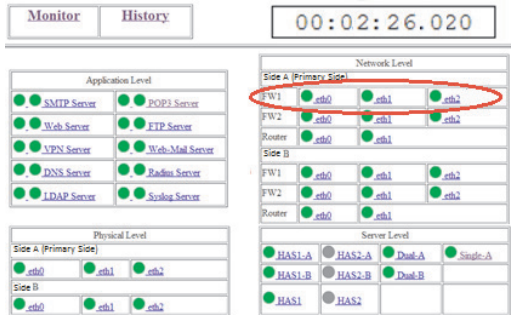 Monitor History
00:02:26.020
Application Level
SMTP Server POP3 Server
Web Server FTP Server
VPN Server Web-Mail Server
DNS Server Radius Server
LDAP Server Syslog Server
Network Level
Side A (Primary Side)
FW1 eth0 eth1 eth2
FW2 eth0 eth1 eth2
Router eth0 eth1
Side B
FW1 eth0 eth1 eth2
FW2 eth0 eth1 eth2
Router eth0 eth1
Physical Level
Side A (Primary Side)
eth0 eth1 eth2
Side B
eth0 eth1 eth2
Server Level
HAS1-A HAS2-A Dual-A Single-A
HAS1-B HAS2-B Dual-B
HAS1 HAS2